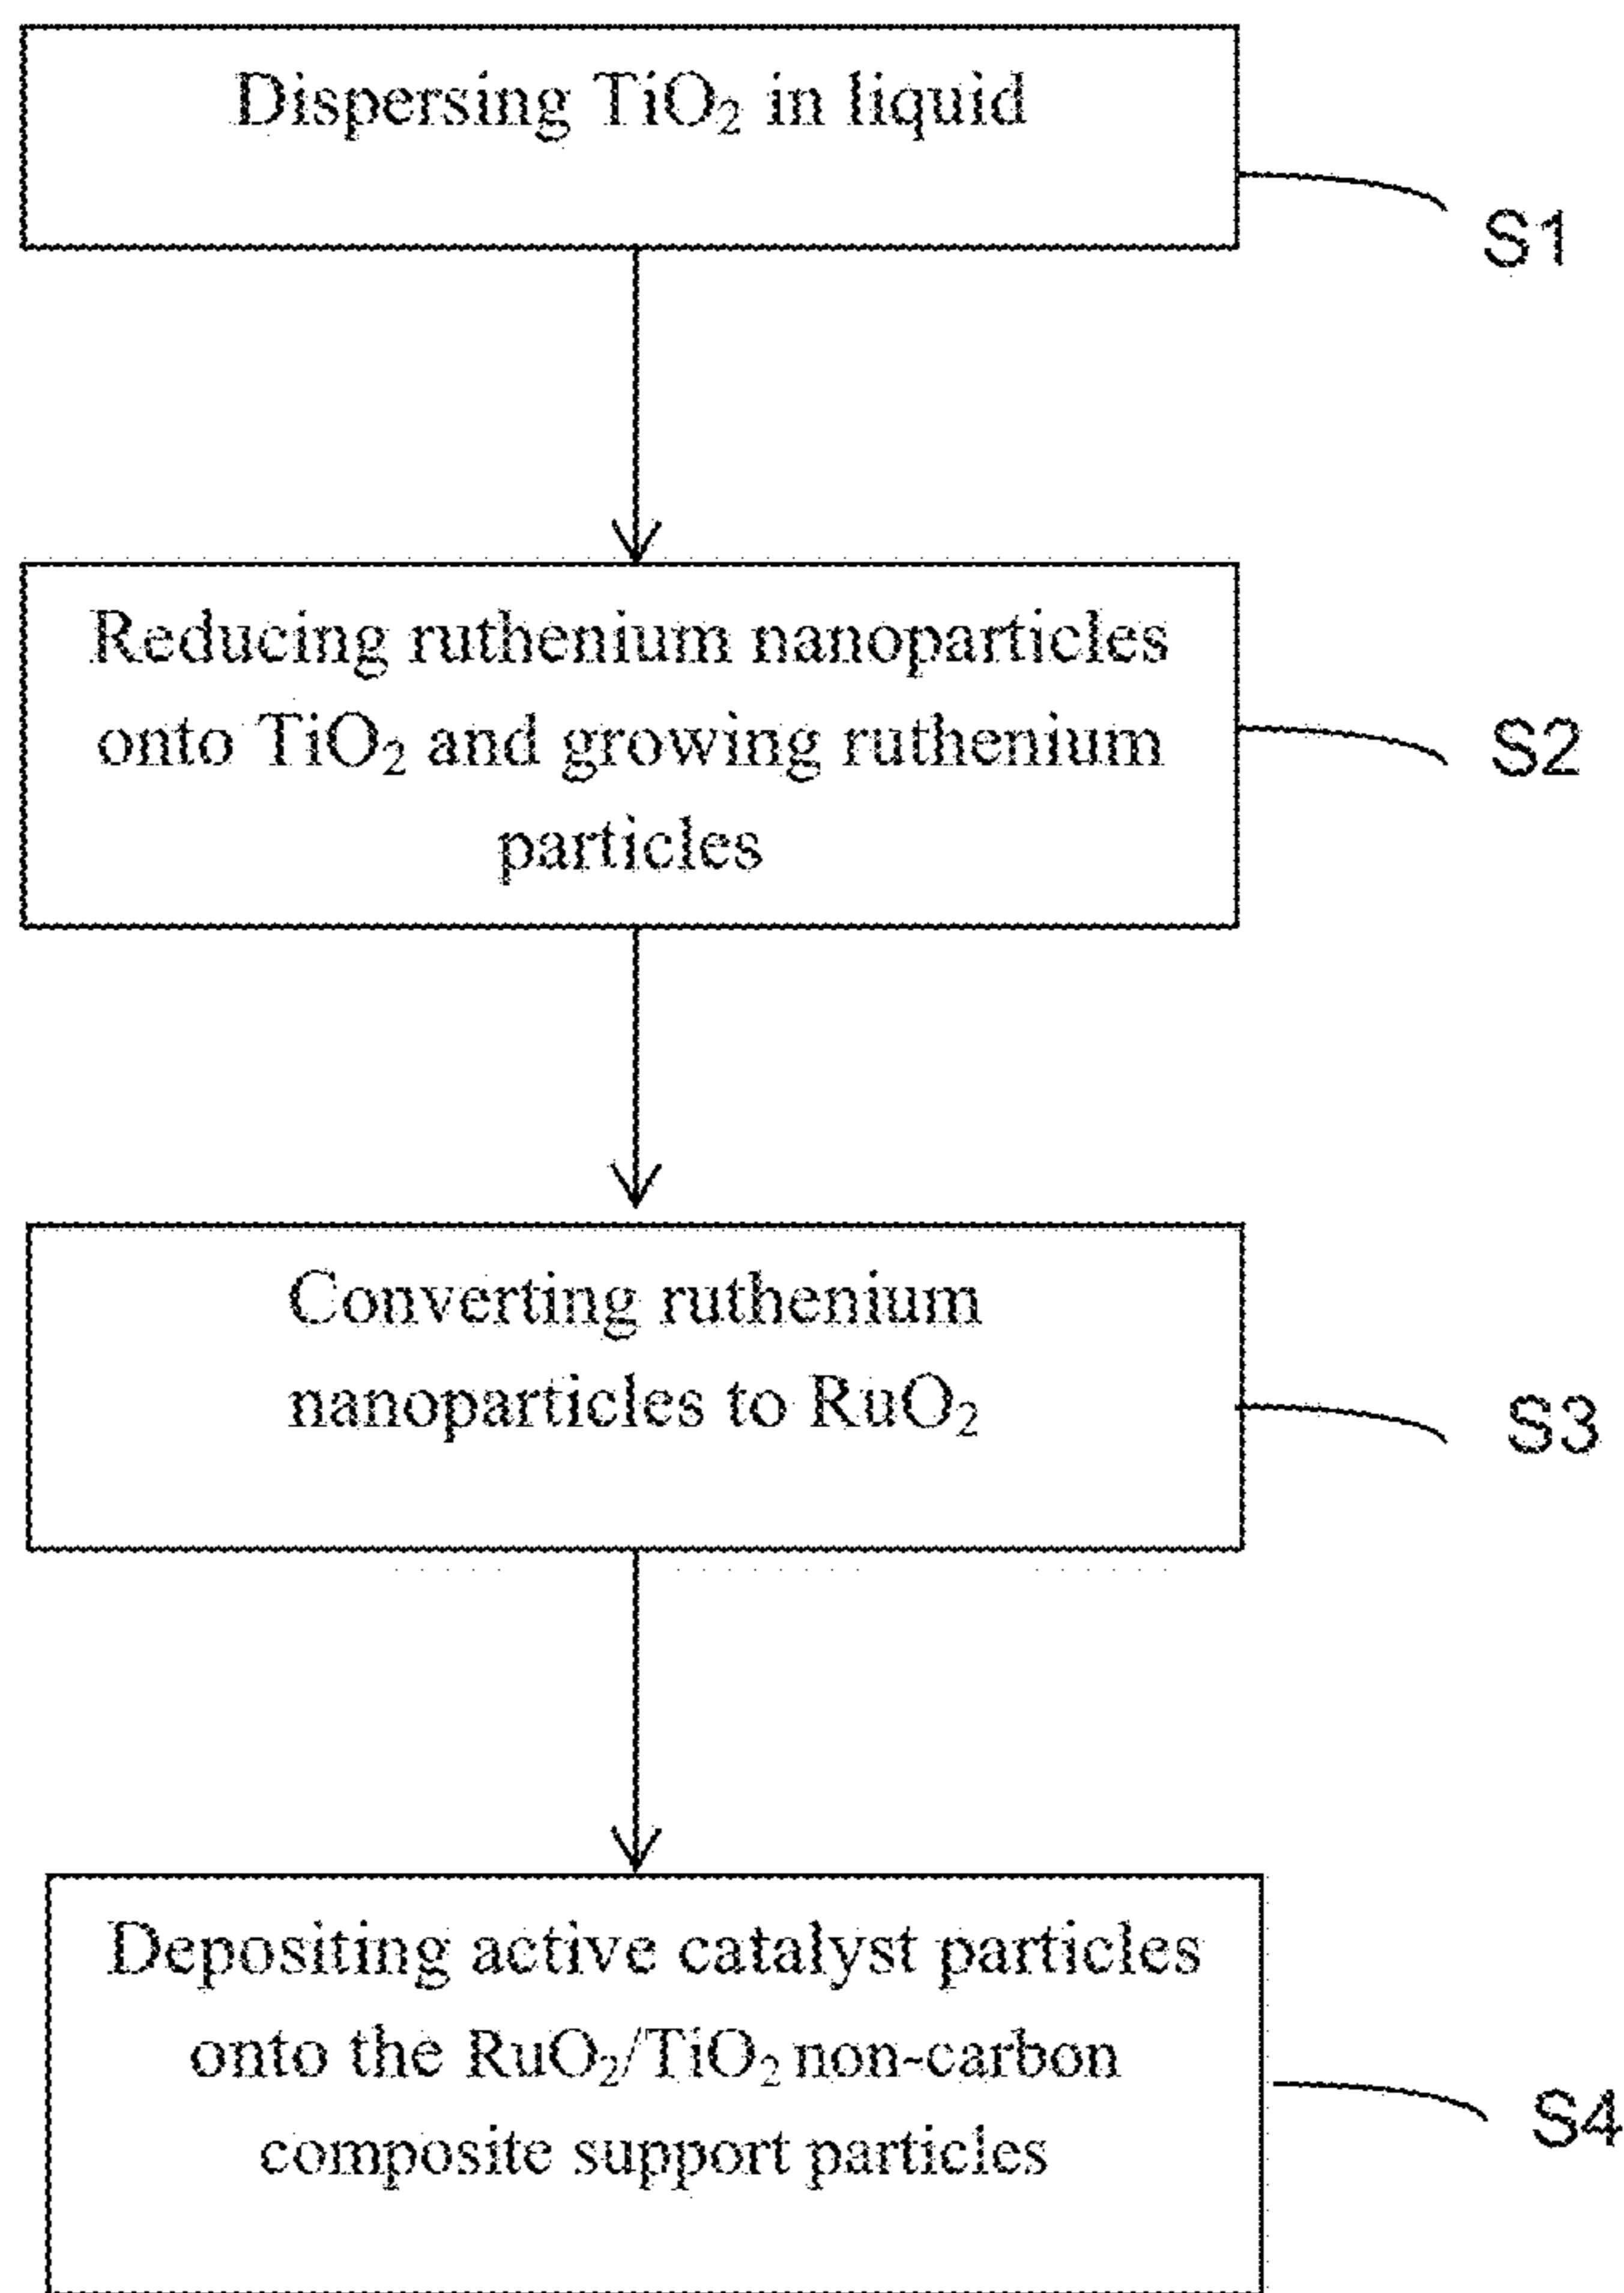 Dispersing TiO₂ in liquid
S1
Reducing ruthenium nanoparticles
onto TiO₂ and growing ruthenium
particles
S2
Converting ruthenium
nanoparticles to RuO₂
S3
Depositing active catalyst particles
onto the RuO₂/TiO₂ non-carbon
composite support particles
S4